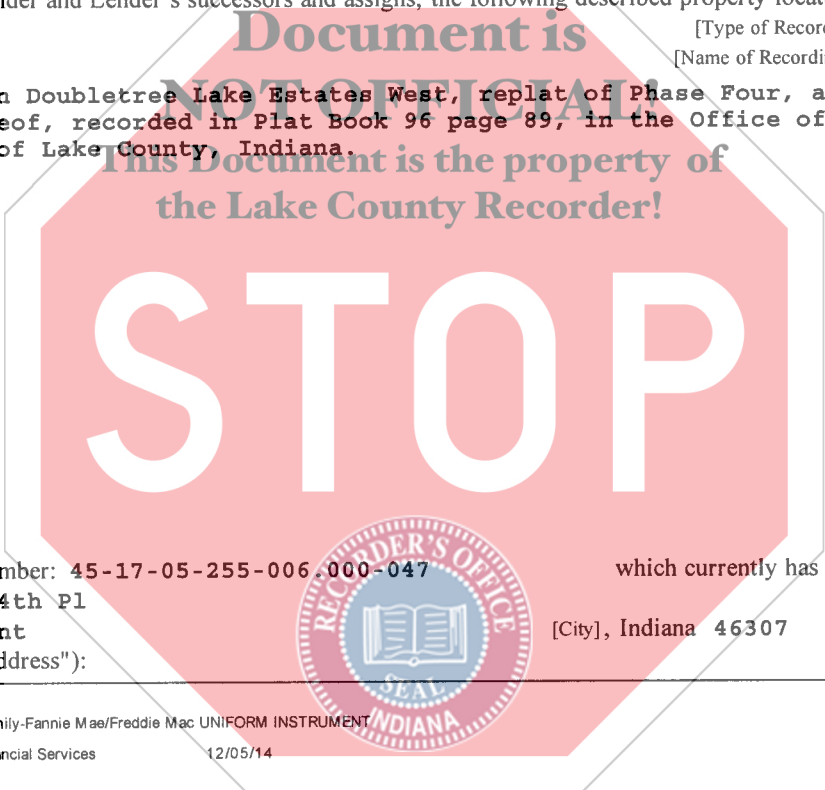 der and Lender's successors and assigns, the following described property locat
Document is
[Type of Record
[Name of Recordi
NOT OFFICIAL!
n Doubletree Lake Estates West, replat of Phase Four, a
eof, recorded in Plat Book 96 page 89, in the Office of
of Lake County, Indiana.
This Document is the property of
the Lake County Recorder!
STOP
mber: 45-17-05-255-006.000-047 which currently has
4th Pl
nt [City], Indiana 46307
ddress"):
RECORDER'S OFFICE
SEAL
INDIANA
ily-Fannie Mae/Freddie Mac UNIFORM INSTRUMENT
ncial Services 12/05/14